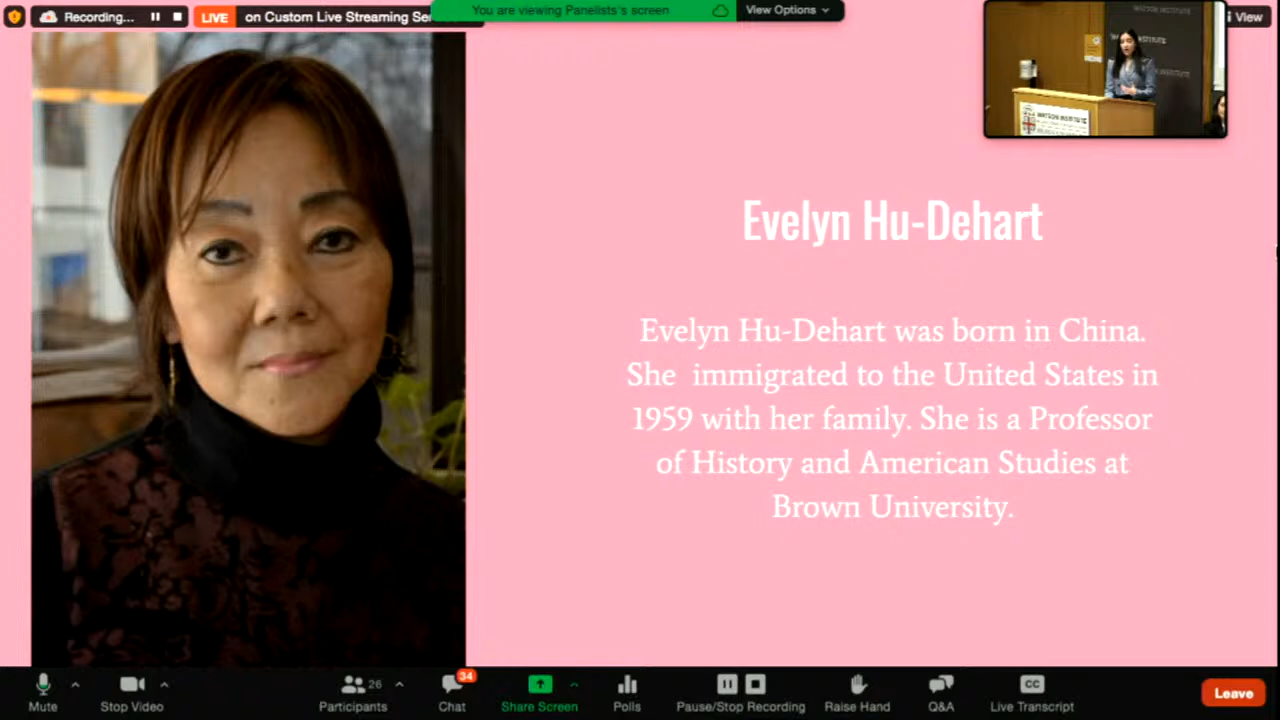 Recording...
LIVE
on Custom Live Streaming Se
You are viewing Panelists's screen
View Options
View
WATSON INSTITUTE
Evelyn Hu-Dehart
Evelyn Hu-Dehart was born in China.
She immigrated to the United States in
1959 with her family. She is a Professor
of History and American Studies at
Brown University.
Mute
Stop Video
26
Participants
34
Chat
Share Screen
Polls
Pause/Stop Recording
Raise Hand
Q&A
CC
Live Transcript
Leave